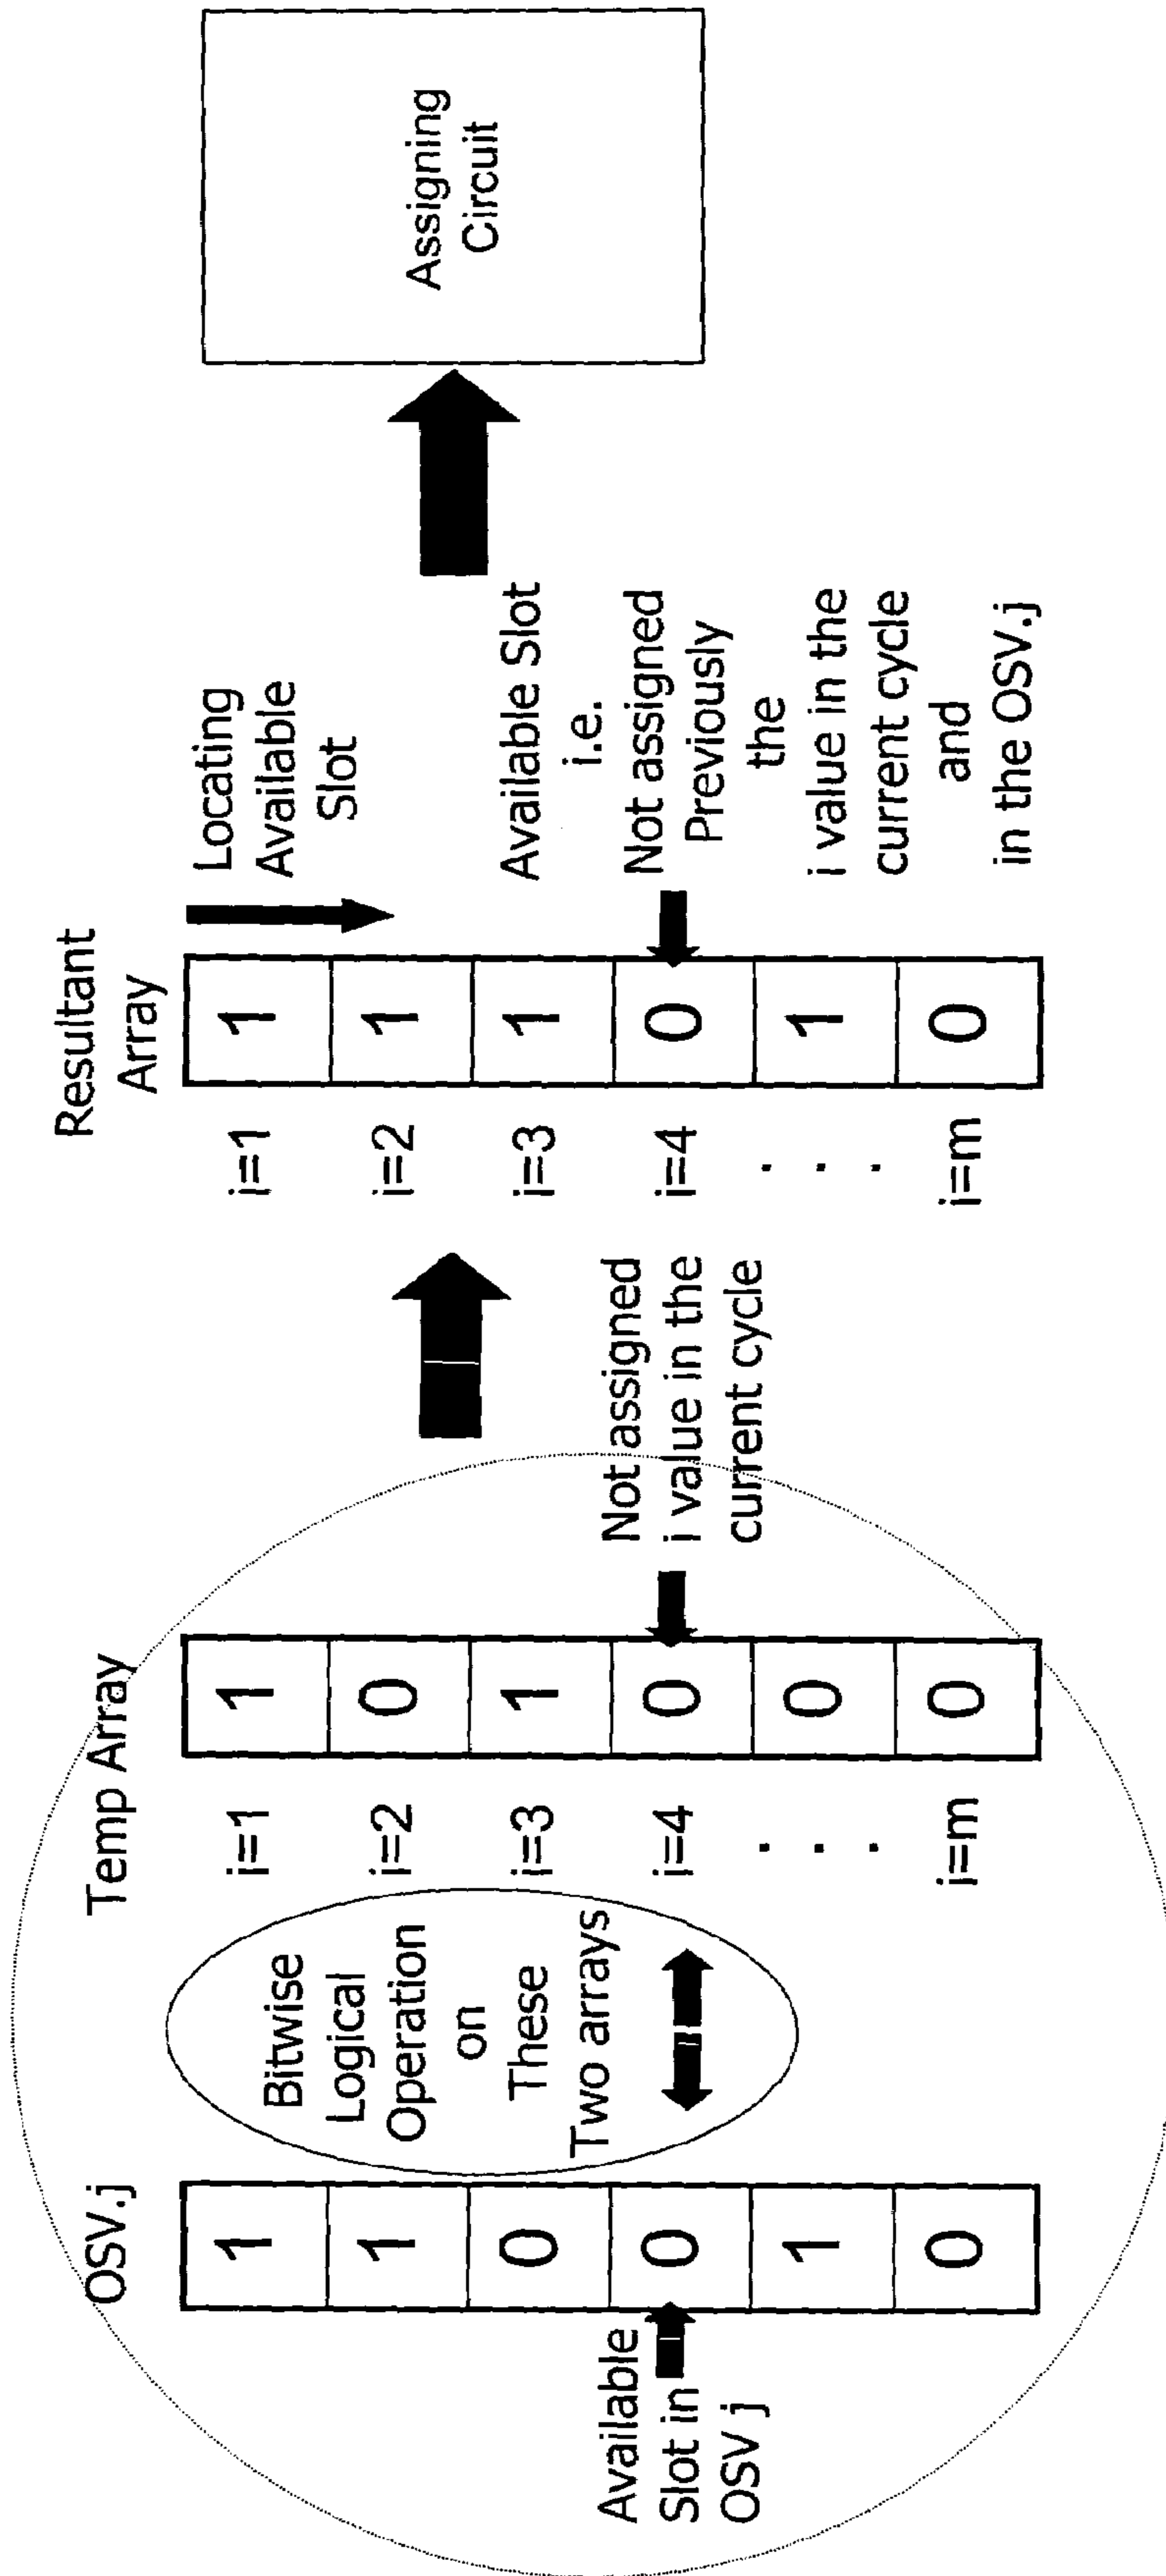 OSV.j
1
1
0
0
1
0
Available
Slot in
OSV j
Bitwise
Logical
Operation
on
These
Two arrays
Temp Array
i=1
i=2
i=3
i=4
. . .
i=m
1
0
1
0
0
0
Not assigned
i value in the
current cycle
Resultant
Array
i=1
i=2
i=3
i=4
. . .
i=m
1
1
1
0
1
0
Locating
Available
Slot
Available Slot
i.e.
Not assigned
Previously
the
i value in the
current cycle
and
in the OSV.j
Assigning
Circuit